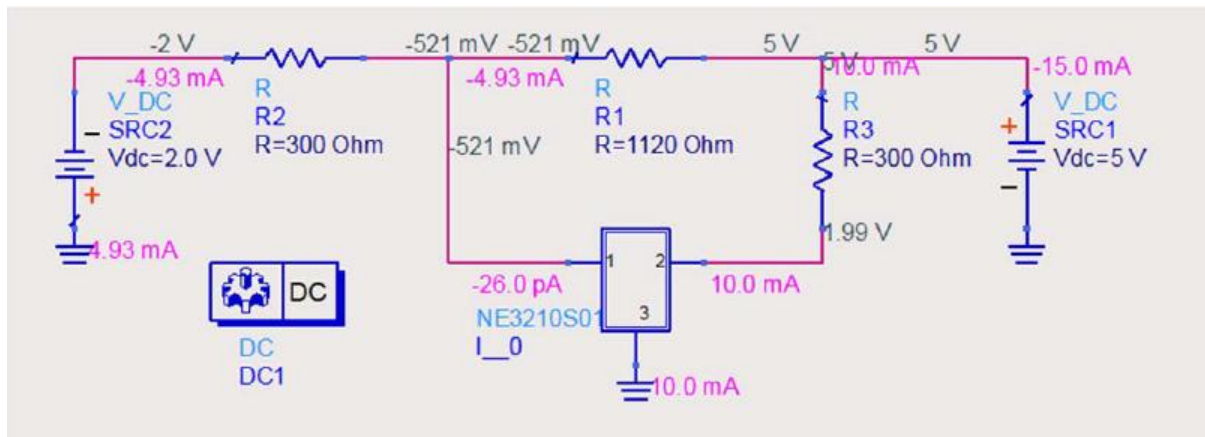 -2 V
-521 mV
-521 mV
5 V
5 V
-4.93 mA
-4.93 mA
5 V
10.0 mA
-15.0 mA
V_DC
SRC2
Vdc=2.0 V
R
R2
R=300 Ohm
R
R1
R=1120 Ohm
R
R3
R=300 Ohm
V_DC
SRC1
Vdc=5 V
-521 mV
4.93 mA
1.99 V
-26.0 pA
1
2
3
10.0 mA
DC
NE3210S01
I__0
DC
DC1
10.0 mA